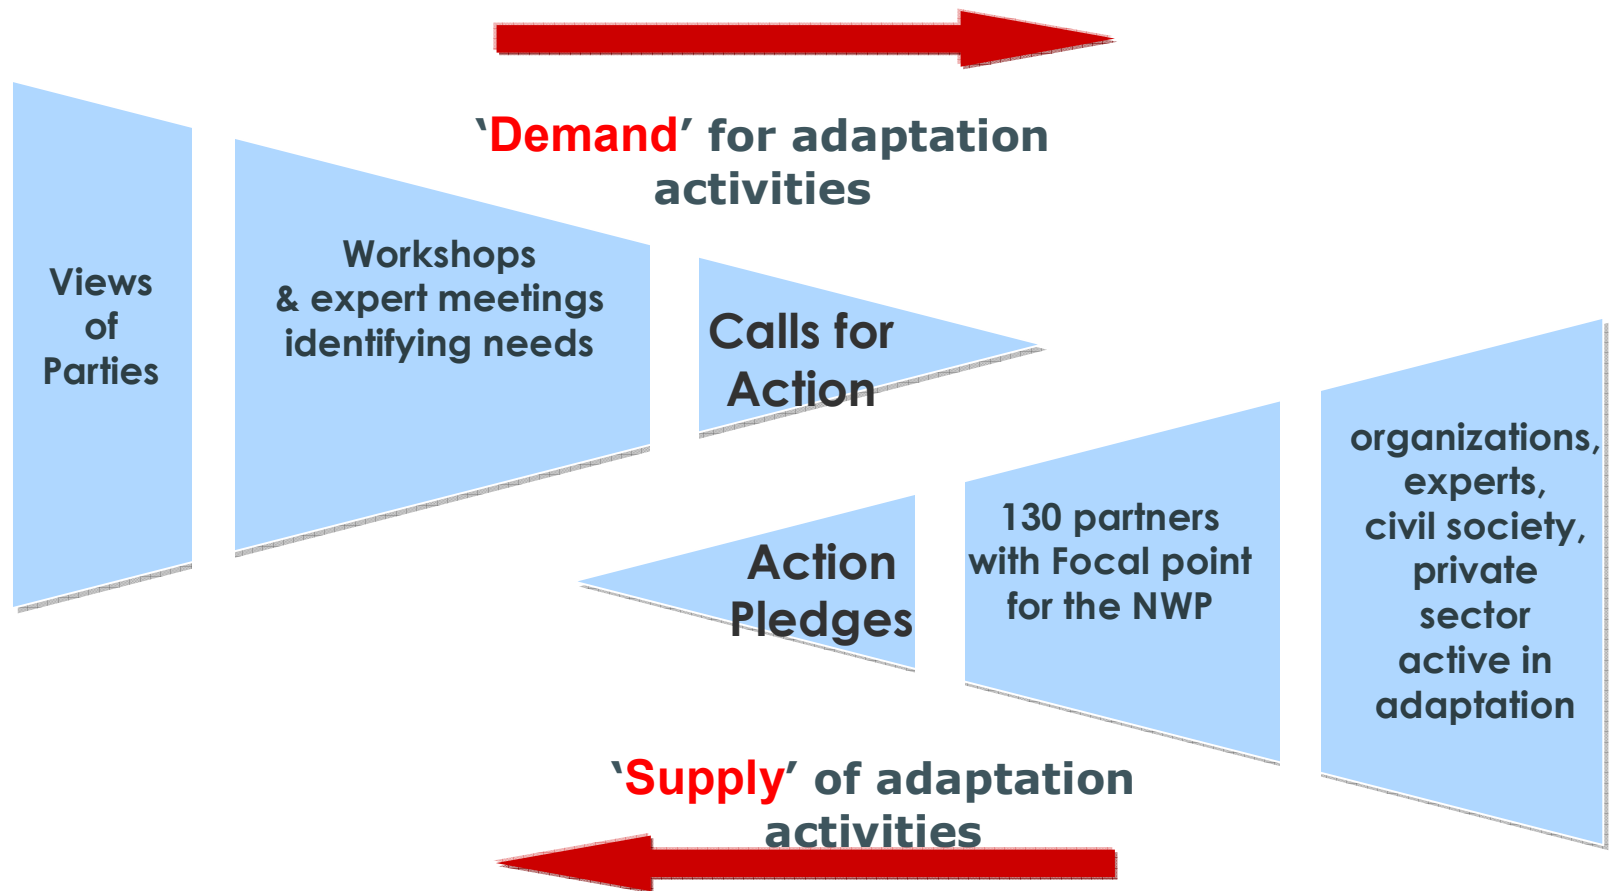 ‘Demand’ for adaptation
activities
Views
of
Parties
Workshops
& expert meetings
identifying needs
Calls for
Action
Action
Pledges
130 partners
with Focal point
for the NWP
organizations,
experts,
civil society,
private
sector
active in
adaptation
‘Supply’ of adaptation
activities